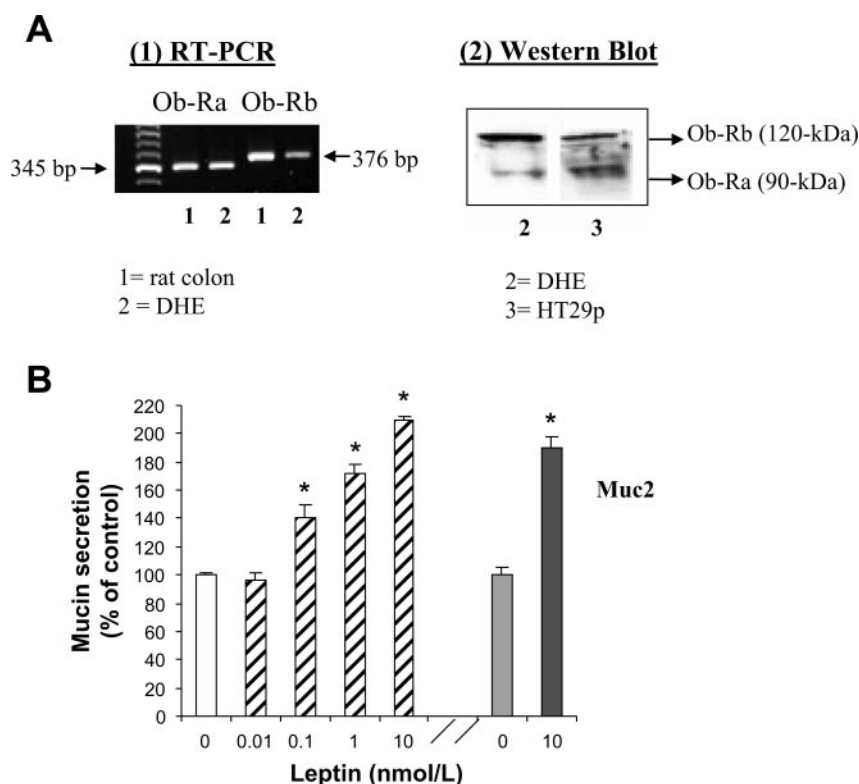 A
(1) RT-PCR
Ob-Ra Ob-Rb
345 bp
376 bp
1 2 1 2
1= rat colon
2 = DHE
(2) Western Blot
Ob-Rb (120-kDa)
Ob-Ra (90-kDa)
2 3
2= DHE
3= HT29p
B
Mucin secretion
(% of control)
220
200
180
160
140
120
100
80
60
40
20
0
* * * *
Muc2
0 0.01 0.1 1 10 // 0 10
Leptin (nmol/L)